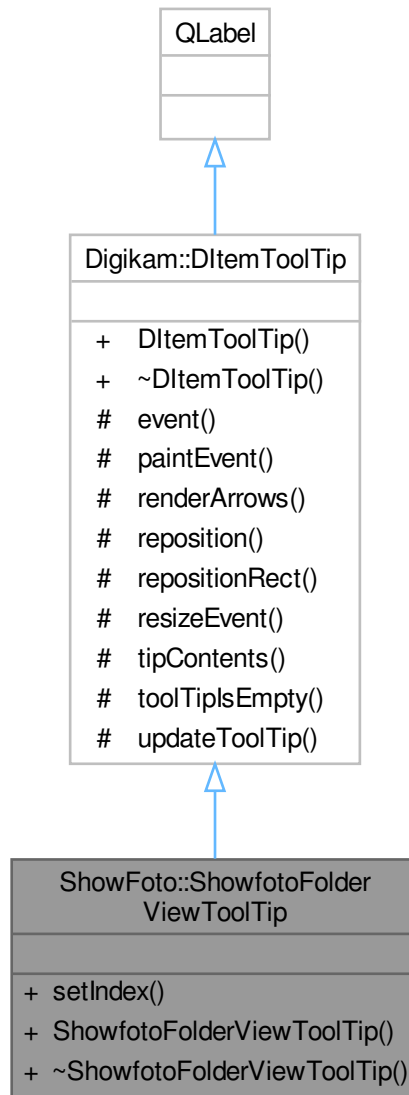 QLabel
Digikam::DItemToolTip
+ DItemToolTip()
+ ~DItemToolTip()
# event()
# paintEvent()
# renderArrows()
# reposition()
# repositionRect()
# resizeEvent()
# tipContents()
# toolTipIsEmpty()
# updateToolTip()
ShowFoto::ShowfotoFolder
ViewToolTip
+ setIndex()
+ ShowfotoFolderViewToolTip()
+ ~ShowfotoFolderViewToolTip()